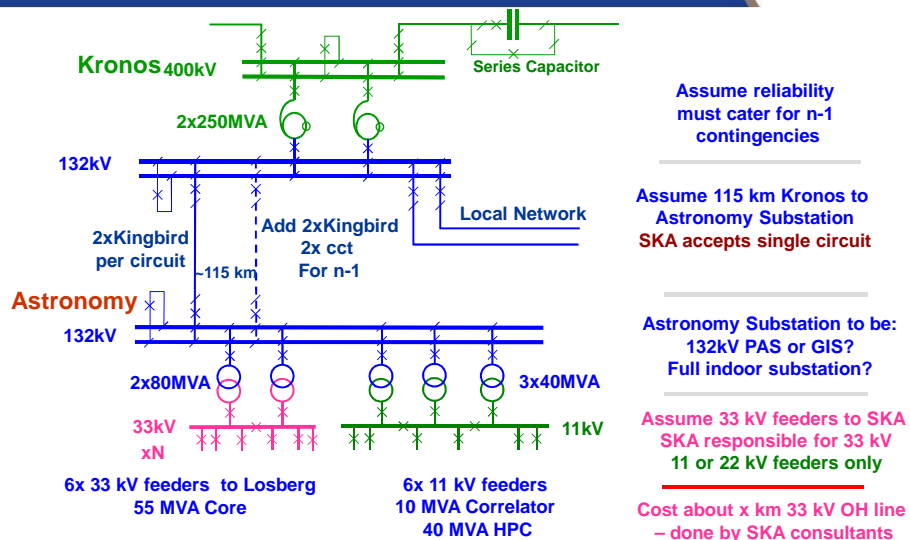 Kronos 400kV
Series Capacitor
2x250MVA
132kV
2xKingbird
per circuit
~115 km
Add 2xKingbird
2x cct
For n-1
Local Network
Astronomy
132kV
2x80MVA
3x40MVA
33kV
xN
11kV
6x 33 kV feeders to Losberg
55 MVA Core
6x 11 kV feeders
10 MVA Correlator
40 MVA HPC
Assume reliability
must cater for n-1
contingencies
Assume 115 km Kronos to
Astronomy Substation
SKA accepts single circuit
Astronomy Substation to be:
132kV PAS or GIS?
Full indoor substation?
Assume 33 kV feeders to SKA
SKA responsible for 33 kV
11 or 22 kV feeders only
Cost about x km 33 kV OH line
– done by SKA consultants